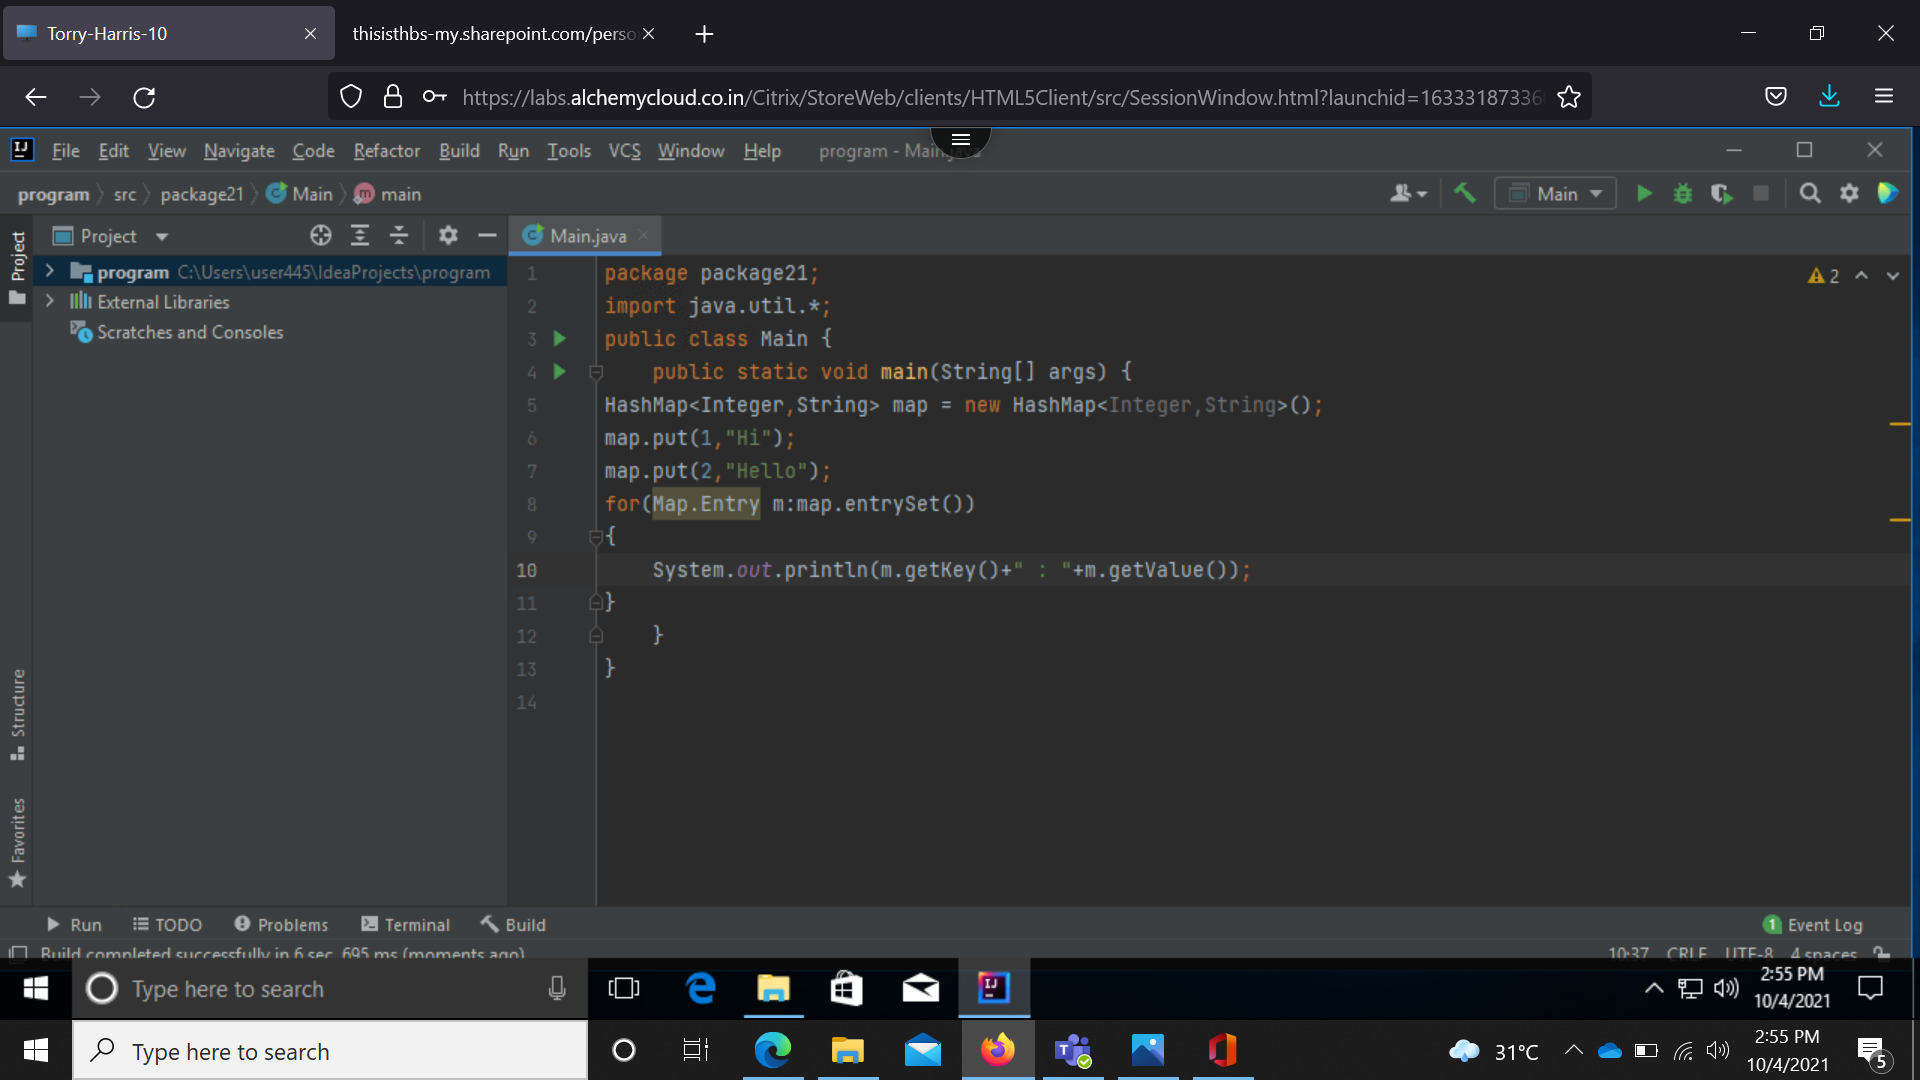 Torry-Harris-10
thisisthbs-my.sharepoint.com/perso
https://labs.alchemycloud.co.in/Citrix/StoreWeb/clients/HTML5Client/src/SessionWindow.html?launchid=163331873366
File Edit View Navigate Code Refactor Build Run Tools VCS Window Help program - Main.java
program src package21 Main main
Main
Project
Main.java
Project
program C:\Users\user445\IdeaProjects\program
External Libraries
Scratches and Consoles
2
1 package package21;
2 import java.util.*;
3 public class Main {
4 public static void main(String[] args) {
5 HashMap<Integer,String> map = new HashMap<Integer,String>();
6 map.put(1,"Hi");
7 map.put(2,"Hello");
8 for(Map.Entry m:map.entrySet())
9 {
10 System.out.println(m.getKey()+" : "+m.getValue());
11 }
12 }
13 }
14
Structure
Favorites
Run TODO Problems Terminal Build
1 Event Log
Build completed successfully in 6 sec, 695 ms (moments ago)
10:37 CRLF UTF-8 4 spaces
Type here to search
2:55 PM
10/4/2021
Type here to search
31°C
2:55 PM
10/4/2021
5